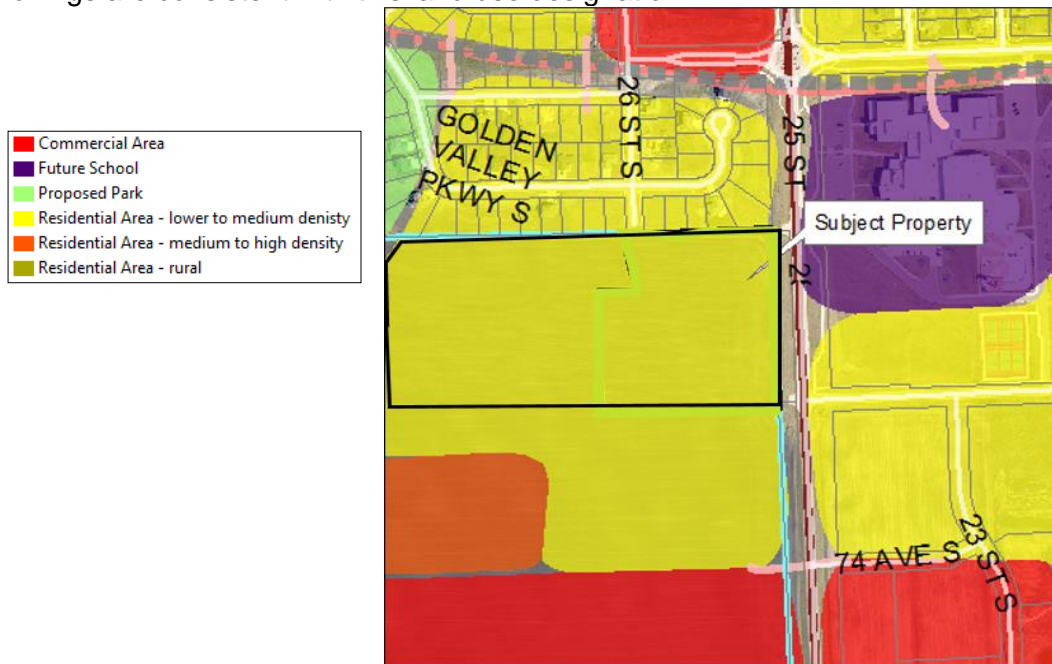 Commercial Area
Future School
Proposed Park
Residential Area - lower to medium denisty
Residential Area - medium to high density
Residential Area - rural
GOLDEN
VALLEY
PKWY S
26 ST S
25 ST
Subject Property
74 AVE S
23 ST S